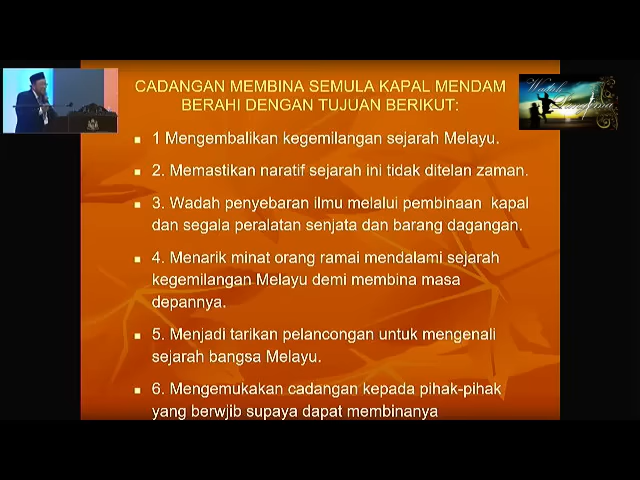 CADANGAN MEMBINA SEMULA KAPAL MENDAM
BERAHI DENGAN TUJUAN BERIKUT:
1 Mengembalikan kegemilangan sejarah Melayu.
2. Memastikan naratif sejarah ini tidak ditelan zaman.
3. Wadah penyebaran ilmu melalui pembinaan kapal
dan segala peralatan senjata dan barang dagangan.
4. Menarik minat orang ramai mendalami sejarah
kegemilangan Melayu demi membina masa
depannya.
5. Menjadi tarikan pelancongan untuk mengenali
sejarah bangsa Melayu.
6. Mengemukakan cadangan kepada pihak-pihak
yang berwjib supaya dapat membinanya